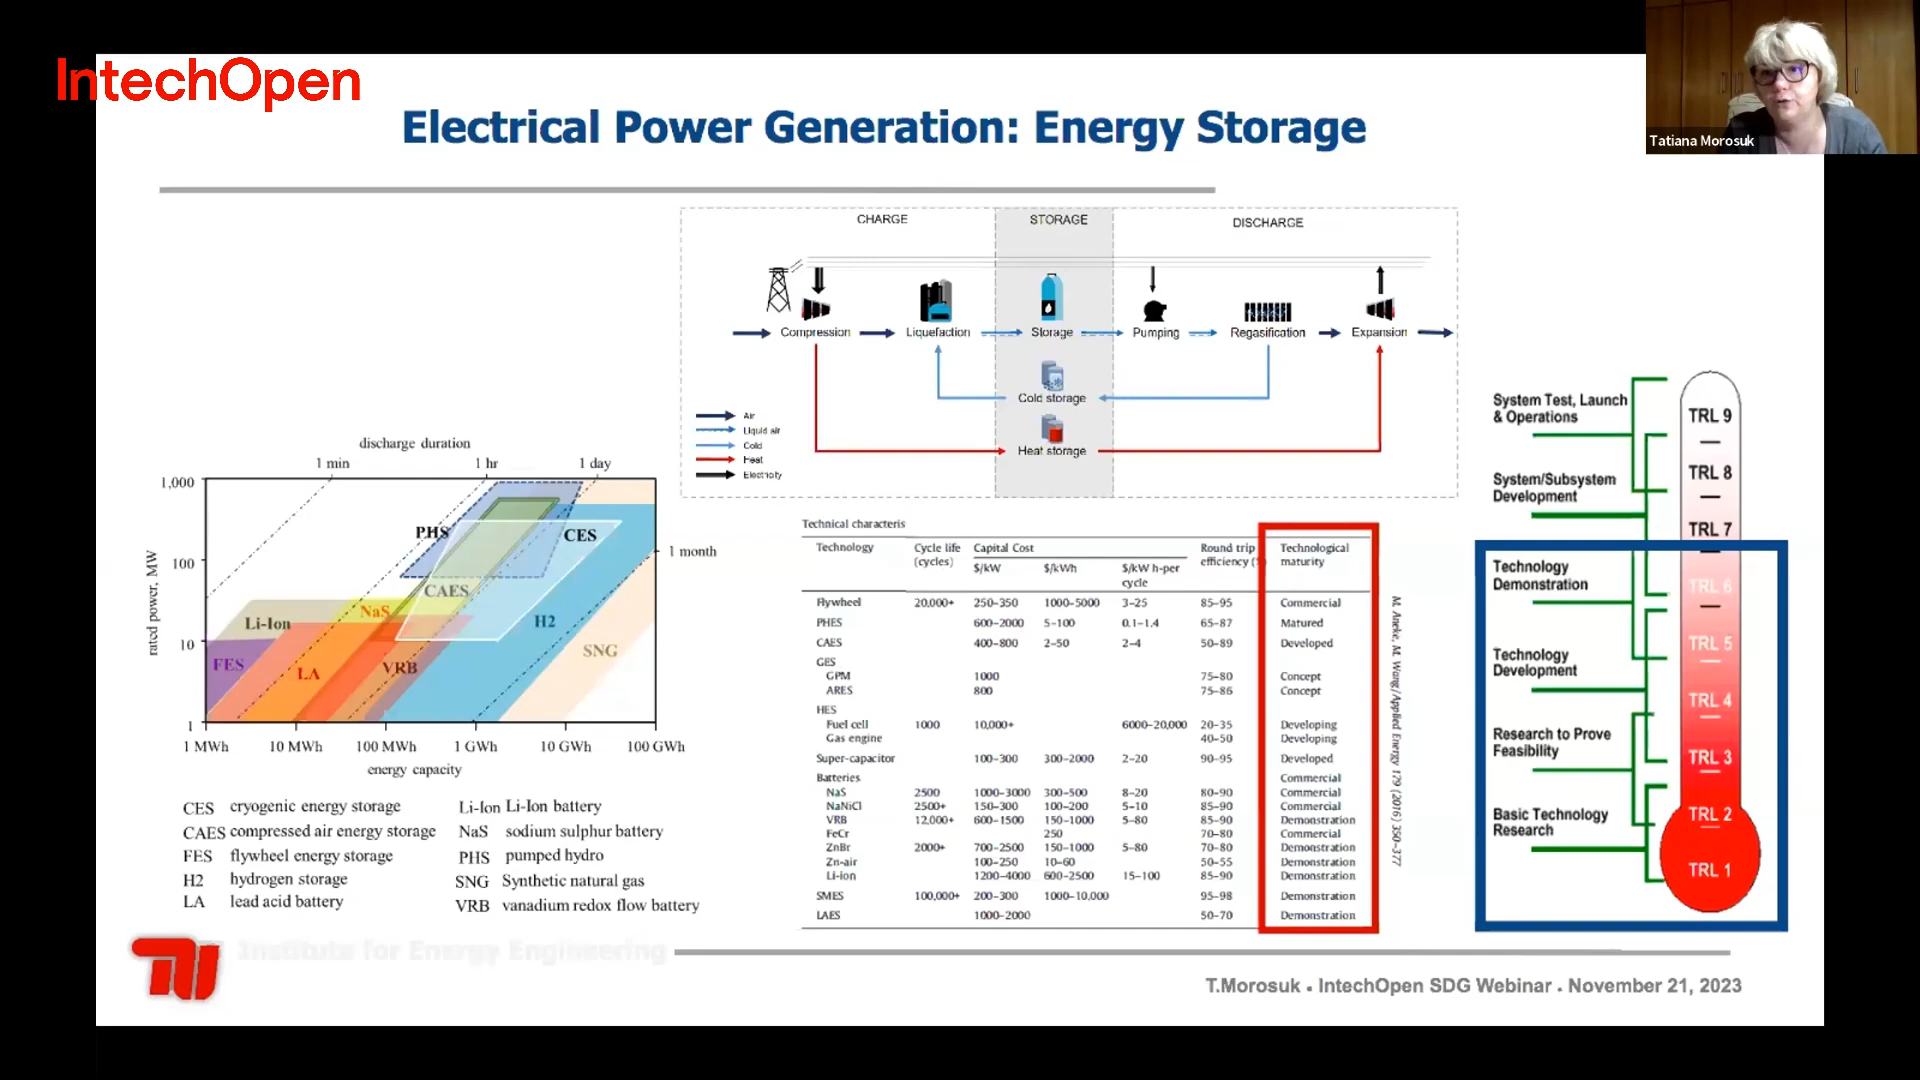 IntechOpen
Tatiana Morosuk
Electrical Power Generation: Energy Storage
CHARGE
STORAGE
DISCHARGE
Compression
Liquefaction
Storage
Pumping
Regasification
Expansion
Cold storage
Heat storage
Air
Liquid air
Cold
Heat
Electricity
discharge duration
1 min
1 hr
1 day
1 month
rated power, MW
1,000
100
10
1
PHS
CES
CAES
NaS
Li-Ion
H2
FES
LA
VRB
SNG
1 MWh
10 MWh
100 MWh
1 GWh
10 GWh
100 GWh
energy capacity
CES cryogenic energy storage
CAES compressed air energy storage
FES flywheel energy storage
H2 hydrogen storage
LA lead acid battery
Li-Ion Li-Ion battery
NaS sodium sulphur battery
PHS pumped hydro
SNG Synthetic natural gas
VRB vanadium redox flow battery
Technical characteris
Technology Cycle life Capital Cost Round trip Technological
(cycles) $/kW $/kWh $/kW h-per efficiency ( maturity
cycle
Flywheel 20,000+ 250–350 1000–5000 3–25 85–95 Commercial
PHES 600–2000 5–100 0.1–1.4 65–87 Matured
CAES 400–800 2–50 2–4 50–89 Developed
GES
GPM 1000 75–80 Concept
ARES 800 75–86 Concept
HES
Fuel cell 1000 10,000+ 6000–20,000 20–35 Developing
Gas engine 40–50 Developing
Super-capacitor 100–300 300–2000 2–20 90–95 Developed
Batteries Commercial
NaS 2500 1000–3000 300–500 8–20 80–90 Commercial
NaNiCl 2500+ 150–300 100–200 5–10 85–90 Commercial
VRB 12,000+ 600–1500 150–1000 5–80 85–90 Demonstration
FeCr 250 70–80 Commercial
ZnBr 2000+ 700–2500 150–1000 5–80 70–80 Demonstration
Zn-air 100–250 10–60 50–55 Demonstration
Li-ion 1200–4000 600–2500 15–100 85–90 Demonstration
SMES 100,000+ 200–300 1000–10,000 95–98 Demonstration
LAES 1000–2000 50–70 Demonstration
M. Aneke, M. Wang/Applied Energy 179 (2016) 350–377
System Test, Launch
& Operations
System/Subsystem
Development
Technology
Demonstration
Technology
Development
Research to Prove
Feasibility
Basic Technology
Research
TRL 9
TRL 8
TRL 7
TRL 6
TRL 5
TRL 4
TRL 3
TRL 2
TRL 1
Institute for Energy Engineering
T.Morosuk • IntechOpen SDG Webinar • November 21, 2023